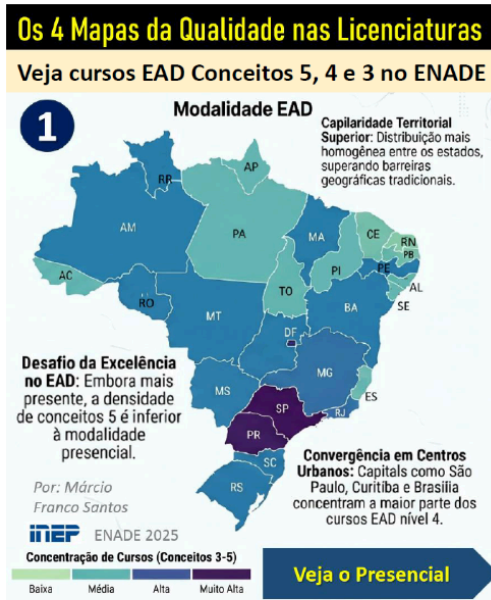 Os 4 Mapas da Qualidade nas Licenciaturas
Veja cursos EAD Conceitos 5, 4 e 3 no ENADE
1
Modalidade EAD
Capilaridade Territorial
Superior: Distribuição mais
homogênea entre os estados,
superando barreiras
geográficas tradicionais.
RR
AP
AM
PA
MA
CE
RN
PB
PE
PI
AL
SE
AC
TO
RO
MT
BA
DF
MG
ES
MS
SP
RJ
PR
SC
RS
Desafio da Excelência
no EAD: Embora mais
presente, a densidade
de conceitos 5 é inferior
à modalidade
presencial.
Convergência em Centros
Urbanos: Capitals como São
Paulo, Curitiba e Brasilia
concentram a maior parte dos
cursos EAD nível 4.
Por: Márcio
Franco Santos
inep ENADE 2025
Concentração de Cursos (Conceitos 3-5)
Baixa
Média
Alta
Muito Alta
Veja o Presencial